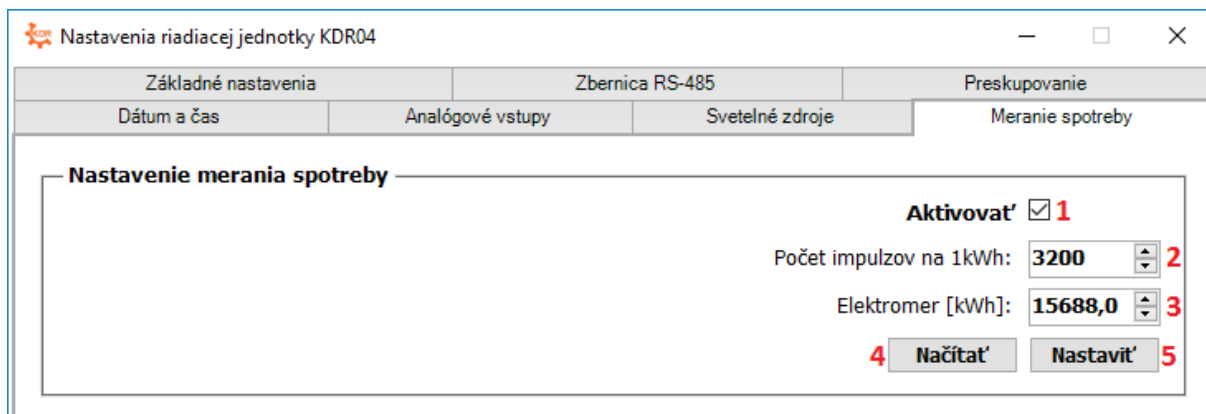 KDR Nastavenia riadiacej jednotky KDR04
Základné nastavenia Zbernica RS-485 Preskupovanie
Dátum a čas Analógové vstupy Svetelné zdroje Meranie spotreby
Nastavenie merania spotreby
Aktivovať 1
Počet impulzov na 1kWh: 3200 2
Elektromer [kWh]: 15688,0 3
4 Načítať Nastaviť 5